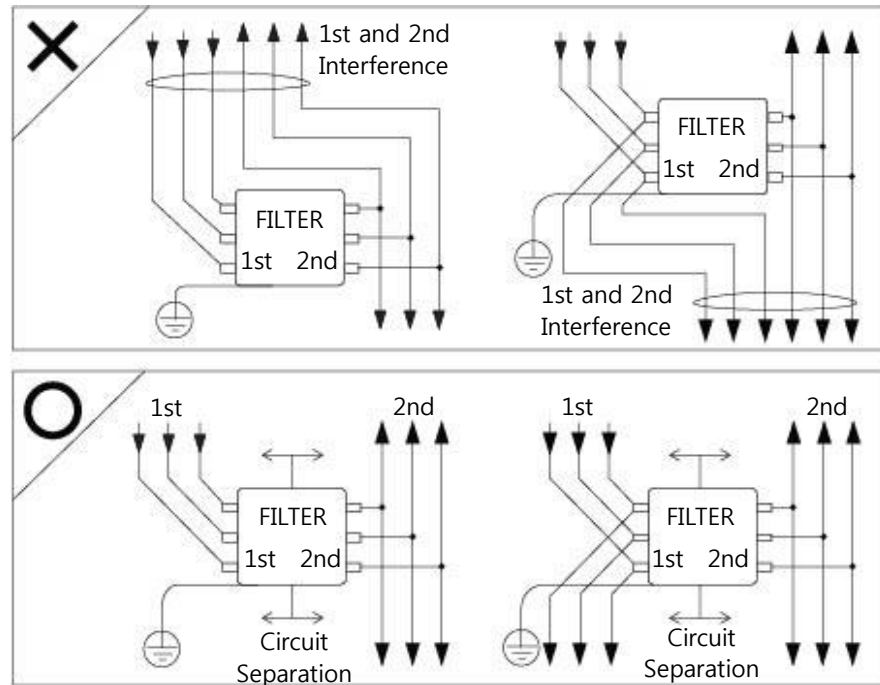 1st and 2nd
Interference
FILTER
1st 2nd
FILTER
1st 2nd
1st and 2nd
Interference
1st
2nd
FILTER
1st 2nd
Circuit
Separation
1st
2nd
FILTER
1st 2nd
Circuit
Separation